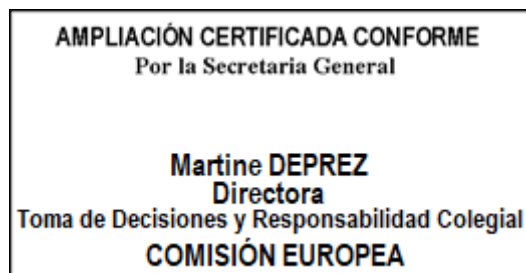 AMPLIACIÓN CERTIFICADA CONFORME
Por la Secretaria General
Martine DEPREZ
Directora
Toma de Decisiones y Responsabilidad Colegial
COMISIÓN EUROPEA